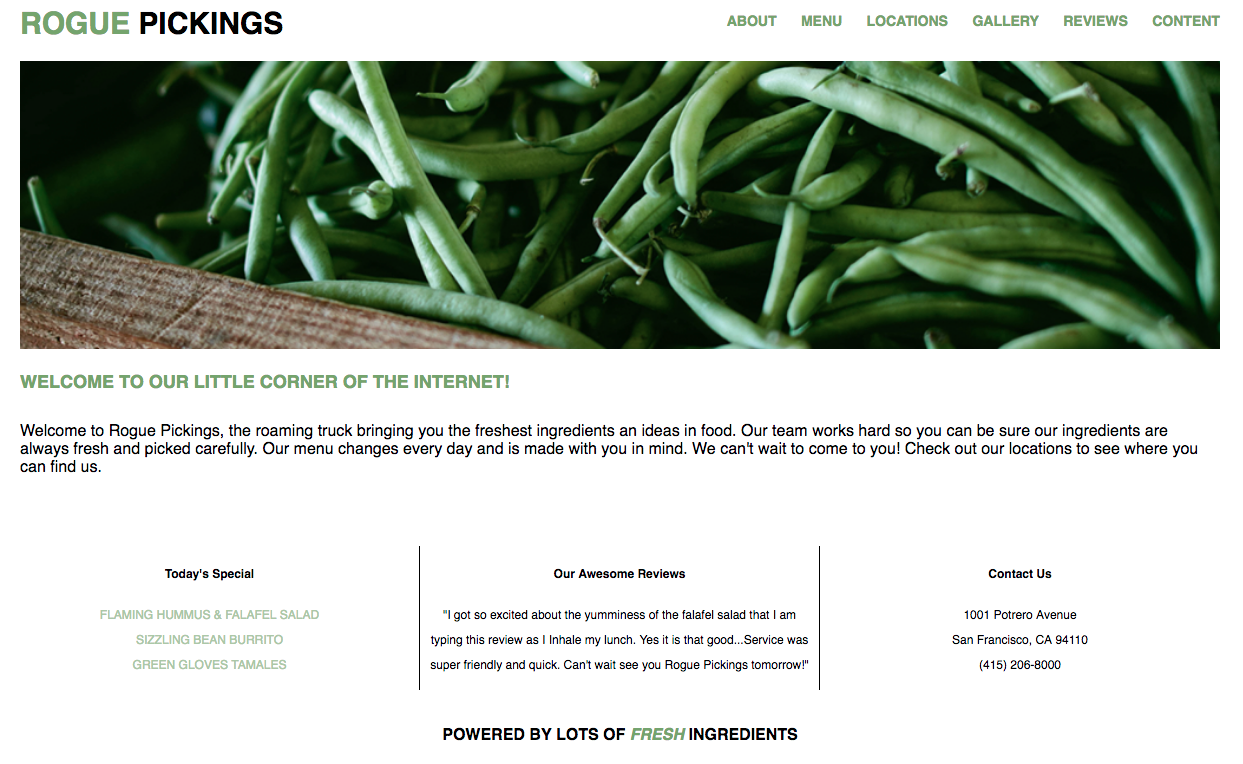 ROGUE PICKINGS
ABOUT MENU LOCATIONS GALLERY REVIEWS CONTENT
WELCOME TO OUR LITTLE CORNER OF THE INTERNET!
Welcome to Rogue Pickings, the roaming truck bringing you the freshest ingredients an ideas in food. Our team works hard so you can be sure our ingredients are
always fresh and picked carefully. Our menu changes every day and is made with you in mind. We can't wait to come to you! Check out our locations to see where you
can find us.
Today's Special
FLAMING HUMMUS & FALAFEL SALAD
SIZZLING BEAN BURRITO
GREEN GLOVES TAMALES
Our Awesome Reviews
"I got so excited about the yumminess of the falafel salad that I am
typing this review as I Inhale my lunch. Yes it is that good...Service was
super friendly and quick. Can't wait see you Rogue Pickings tomorrow!"
Contact Us
1001 Potrero Avenue
San Francisco, CA 94110
(415) 206-8000
POWERED BY LOTS OF FRESH INGREDIENTS